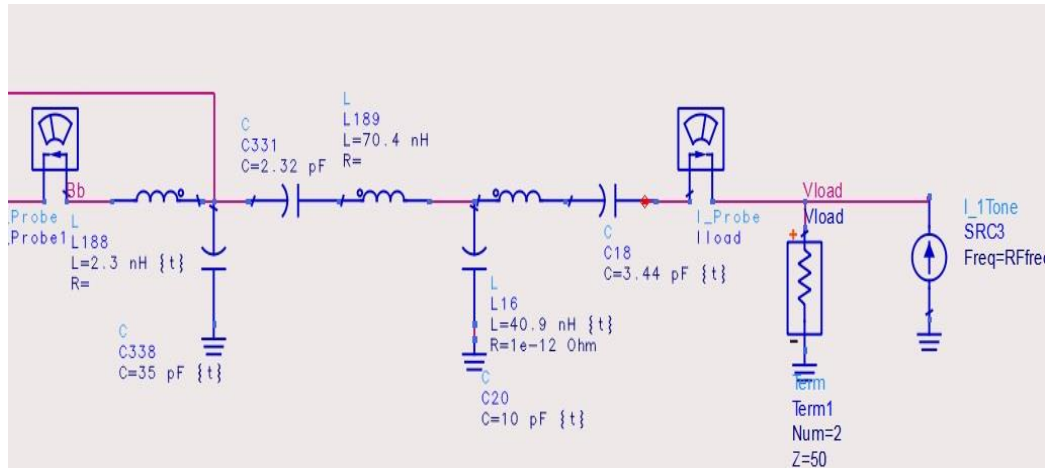 _Probe
_Probe1
Bb
L
L188
L=2.3 nH {t}
R=
C
C338
C=35 pF {t}
C
C331
C=2.32 pF
L
L189
L=70.4 nH
R=
L
L16
L=40.9 nH {t}
R=1e-12 Ohm
C
C20
C=10 pF {t}
C
C18
C=3.44 pF {t}
I_Probe
Iload
Vload
Vload
+
-
Term
Term1
Num=2
Z=50
I_1Tone
SRC3
Freq=RFfreq